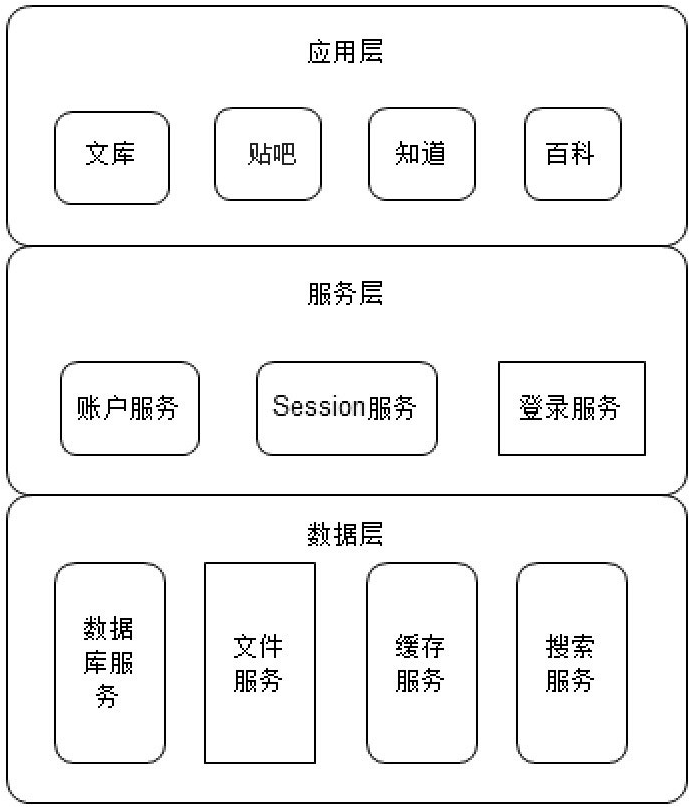 应用层
文库
贴吧
知道
百科
服务层
账户服务
Session服务
登录服务
数据层
数据
库服
务
文件
服务
缓存
服务
搜索
服务